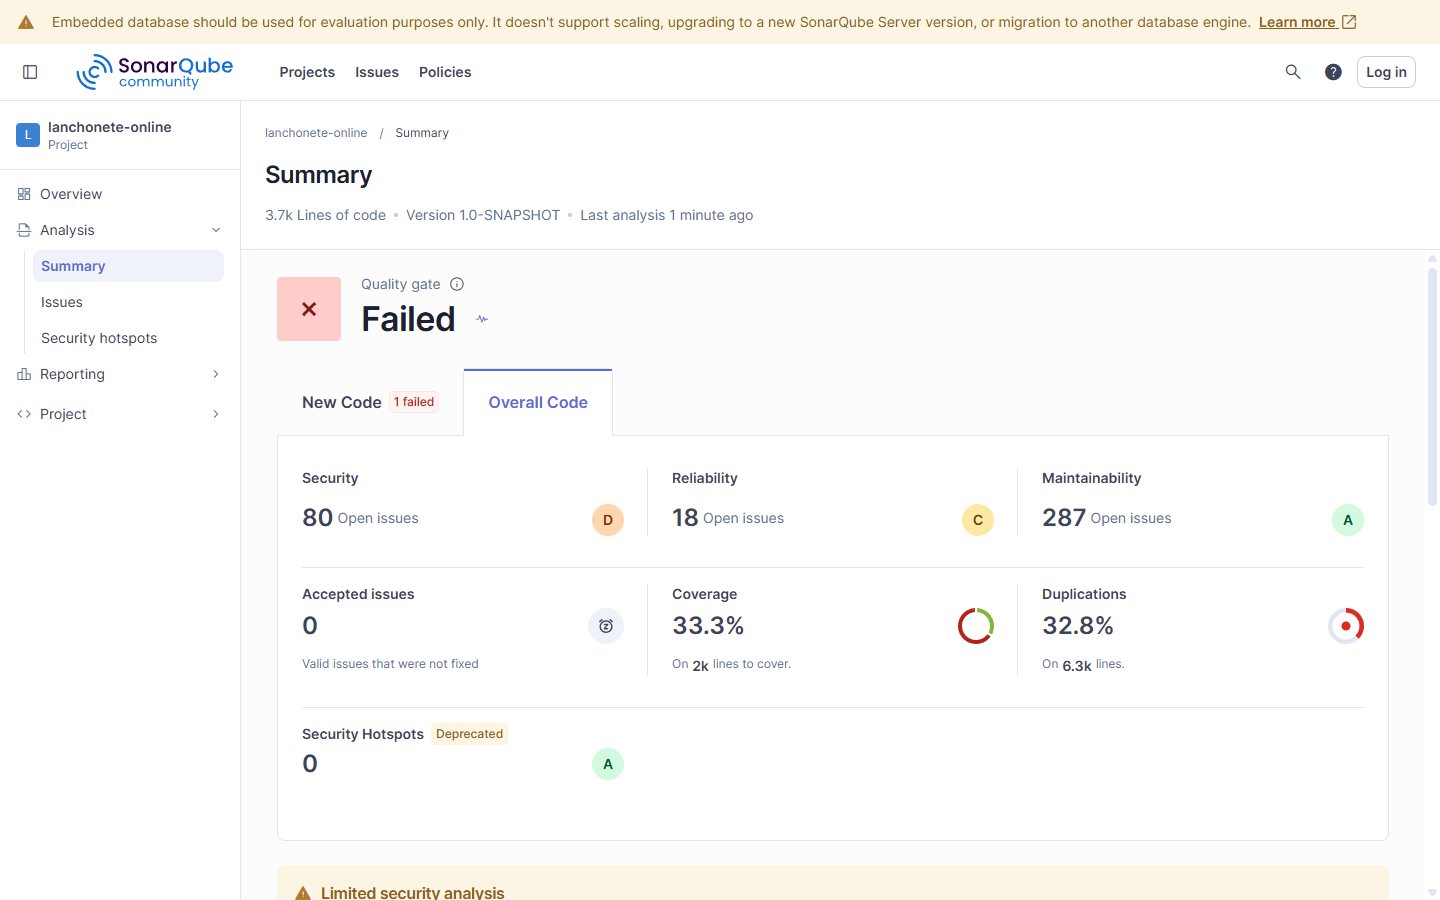 Embedded database should be used for evaluation purposes only. It doesn't support scaling, upgrading to a new SonarQube Server version, or migration to another database engine. Learn more
SonarQube community
Projects Issues Policies
? Log in
L lanchonete-online
Project
Overview
Analysis
Summary
Issues
Security hotspots
Reporting
Project
lanchonete-online / Summary
Summary
3.7k Lines of code • Version 1.0-SNAPSHOT • Last analysis 1 minute ago
Quality gate
Failed
New Code 1 failed
Overall Code
Security
80 Open issues D
Reliability
18 Open issues C
Maintainability
287 Open issues A
Accepted issues
0
Valid issues that were not fixed
Coverage
33.3%
On 2k lines to cover.
Duplications
32.8%
On 6.3k lines.
Security Hotspots Deprecated
0 A
Limited security analysis